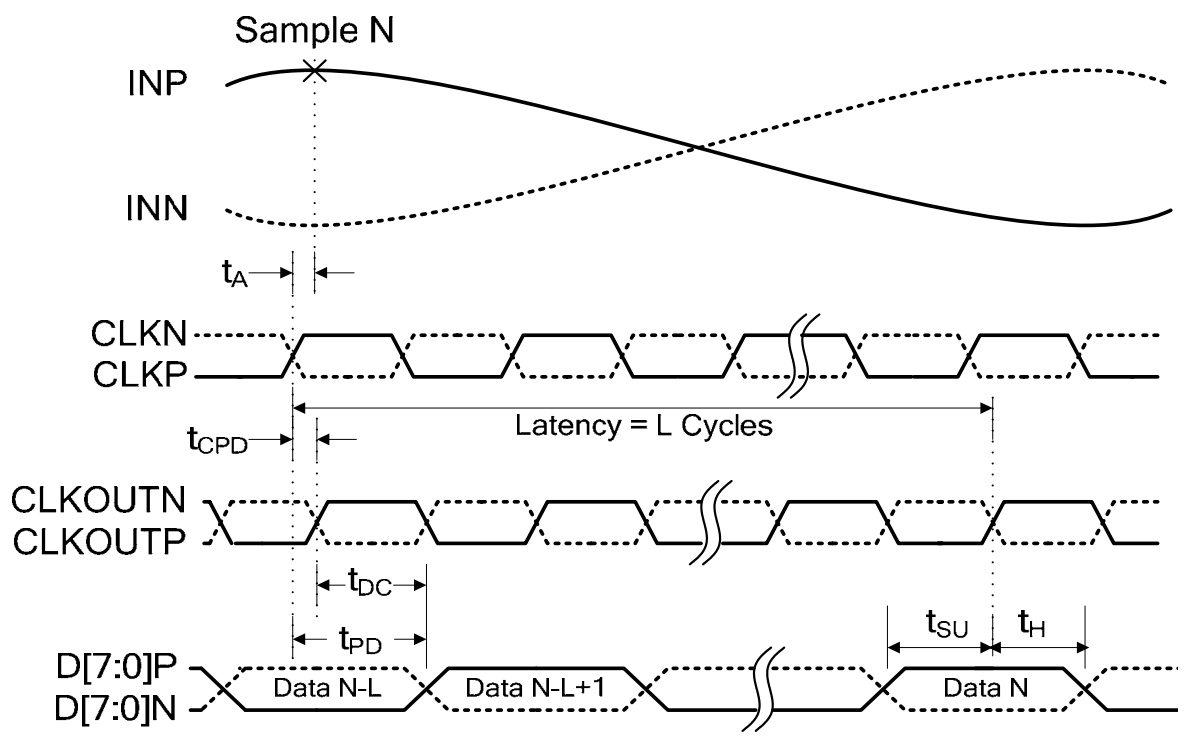 Sample N
INP
INN
tA
CLKN
CLKP
Latency = L Cycles
tCPD
CLKOUTN
CLKOUTP
tDC
tPD
tSU
tH
D[7:0]P
D[7:0]N
Data N-L
Data N-L+1
Data N